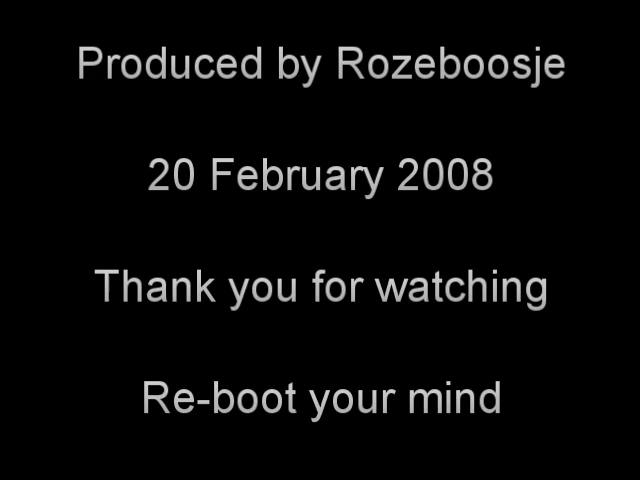 Produced by Rozeboosje
20 February 2008
Thank you for watching
Re-boot your mind